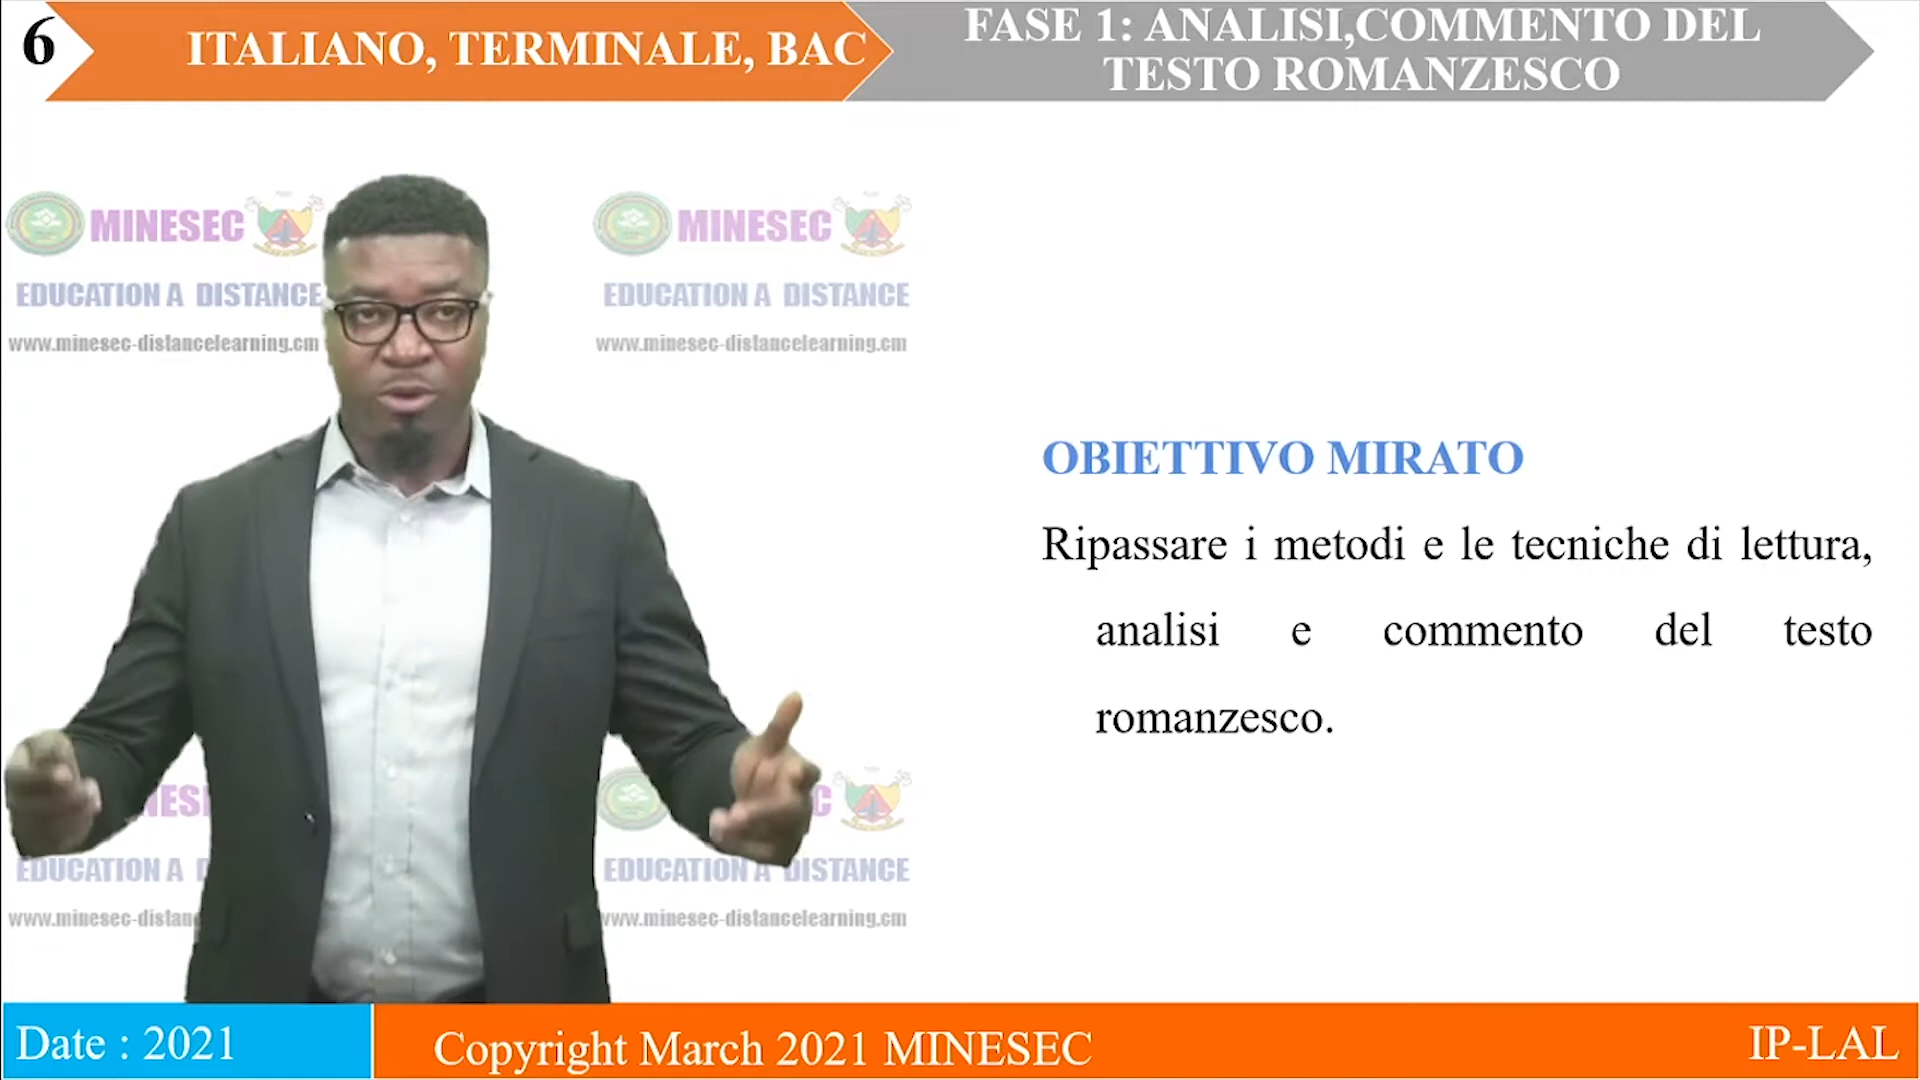 6
ITALIANO, TERMINALE, BAC
FASE 1: ANALISI,COMMENTO DEL
TESTO ROMANZESCO
MINESEC
EDUCATION A DISTANCE
www.minesec-distancelearning.cm
MINESEC
EDUCATION A DISTANCE
www.minesec-distancelearning.cm
OBIETTIVO MIRATO
Ripassare i metodi e le tecniche di lettura,
analisi e commento del testo
romanzesco.
EDUCATION A
EDUCATION A DISTANCE
www.minesec-distancelearning.cm
Date : 2021
Copyright March 2021 MINESEC
IP-LAL